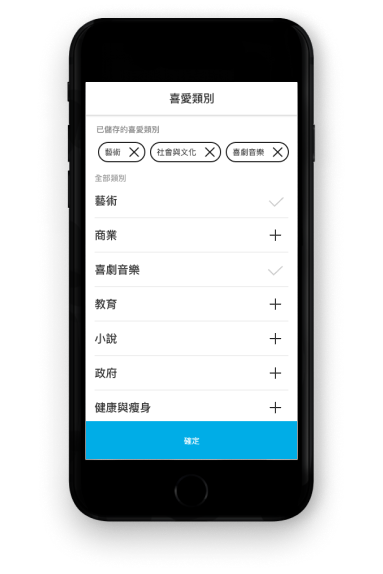 喜愛類別
已儲存的喜愛類別
藝術 社會與文化 喜劇音樂
全部類別
藝術
商業
喜劇音樂
教育
小說
政府
健康與瘦身
確定